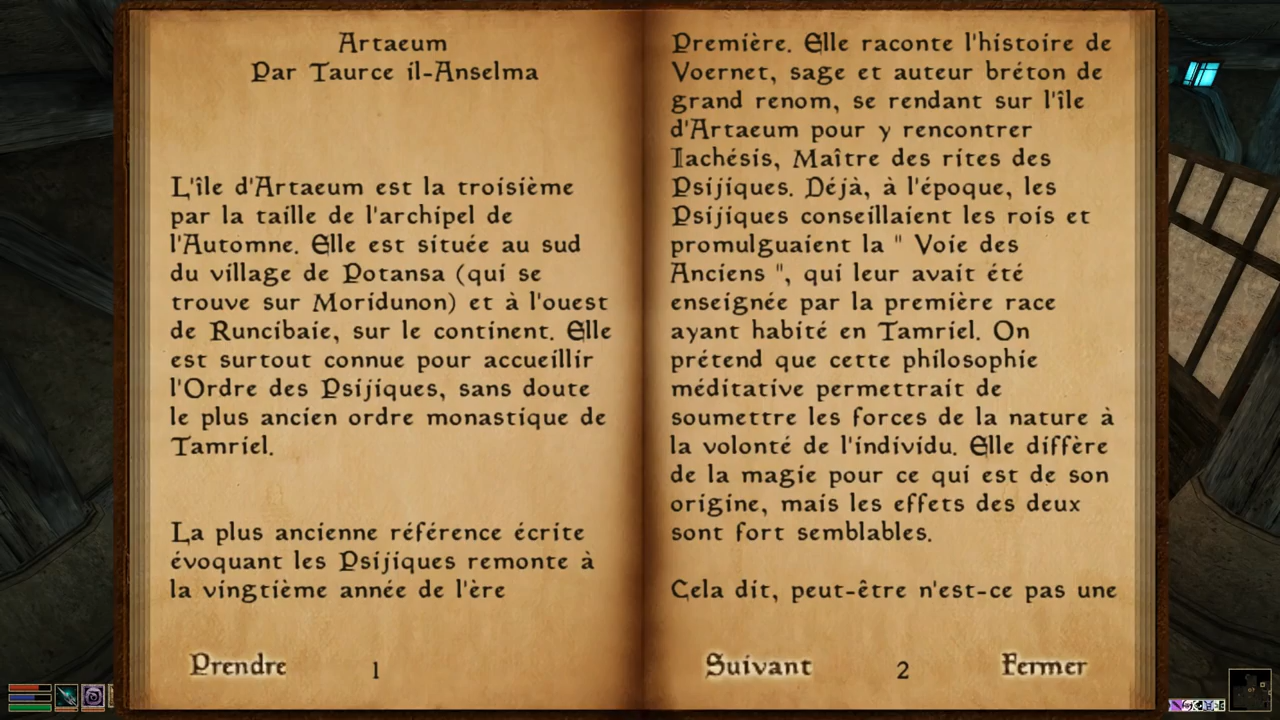 Artaeum
Par Taurce il-Anselma
L'île d'Artaeum est la troisième
par la taille de l'archipel de
l'Automne. Elle est située au sud
du village de Potansa (qui se
trouve sur Moridunon) et à l'ouest
de Runcibaie, sur le continent. Elle
est surtout connue pour accueillir
l'Ordre des Psijiques, sans doute
le plus ancien ordre monastique de
Tamriel.
La plus ancienne référence écrite
évoquant les Psijiques remonte à
la vingtième année de l'ère
Première. Elle raconte l'histoire de
Voernet, sage et auteur bréton de
grand renom, se rendant sur l'île
d'Artaeum pour y rencontrer
Iachésis, Maître des rites des
Psijiques. Déjà, à l'époque, les
Psijiques conseillaient les rois et
promulguaient la " Voie des
Anciens ", qui leur avait été
enseignée par la première race
ayant habité en Tamriel. On
prétend que cette philosophie
méditative permettrait de
soumettre les forces de la nature à
la volonté de l'individu. Elle diffère
de la magie pour ce qui est de son
origine, mais les effets des deux
sont fort semblables.
Cela dit, peut-être n'est-ce pas une
Prendre 1 Suivant 2 Fermer